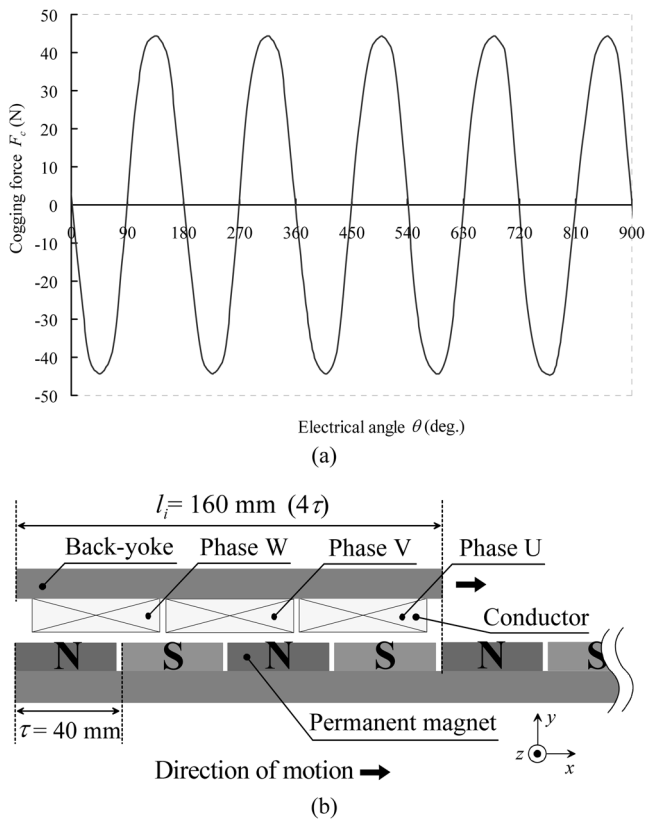 (a)
50
40
30
20
10
0
-10
-20
-30
-40
-50
Cogging force F_c (N)
0 90 180 270 360 450 540 630 720 810 900
Electrical angle θ (deg.)
(a)
l_i = 160 mm (4τ)
Back-yoke Phase W Phase V Phase U
Conductor
N S N S N S
τ = 40 mm
Permanent magnet
y
z
x
Direction of motion
(b)